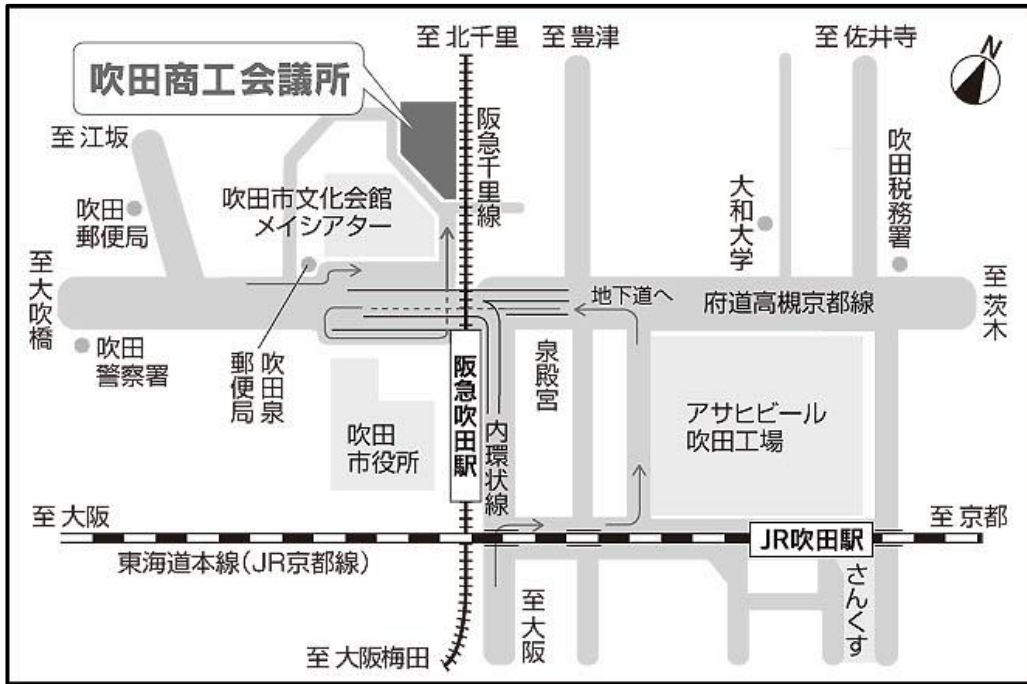 至 北千里
至 豊津
至 佐井寺
N
吹田商工会議所
至 江坂
阪急千里線
吹田税務署
大和大学
吹田市文化会館
メイシアター
吹田
郵便局
至 大吹橋
地下道へ
府道高槻京都線
至 茨木
吹田
警察署
吹田泉
郵便局
阪急吹田駅
泉殿宮
アサヒビール
吹田工場
吹田
市役所
内環状線
至 大阪
JR吹田駅
至 京都
東海道本線(JR京都線)
さんくす
至 大阪
至 大阪梅田